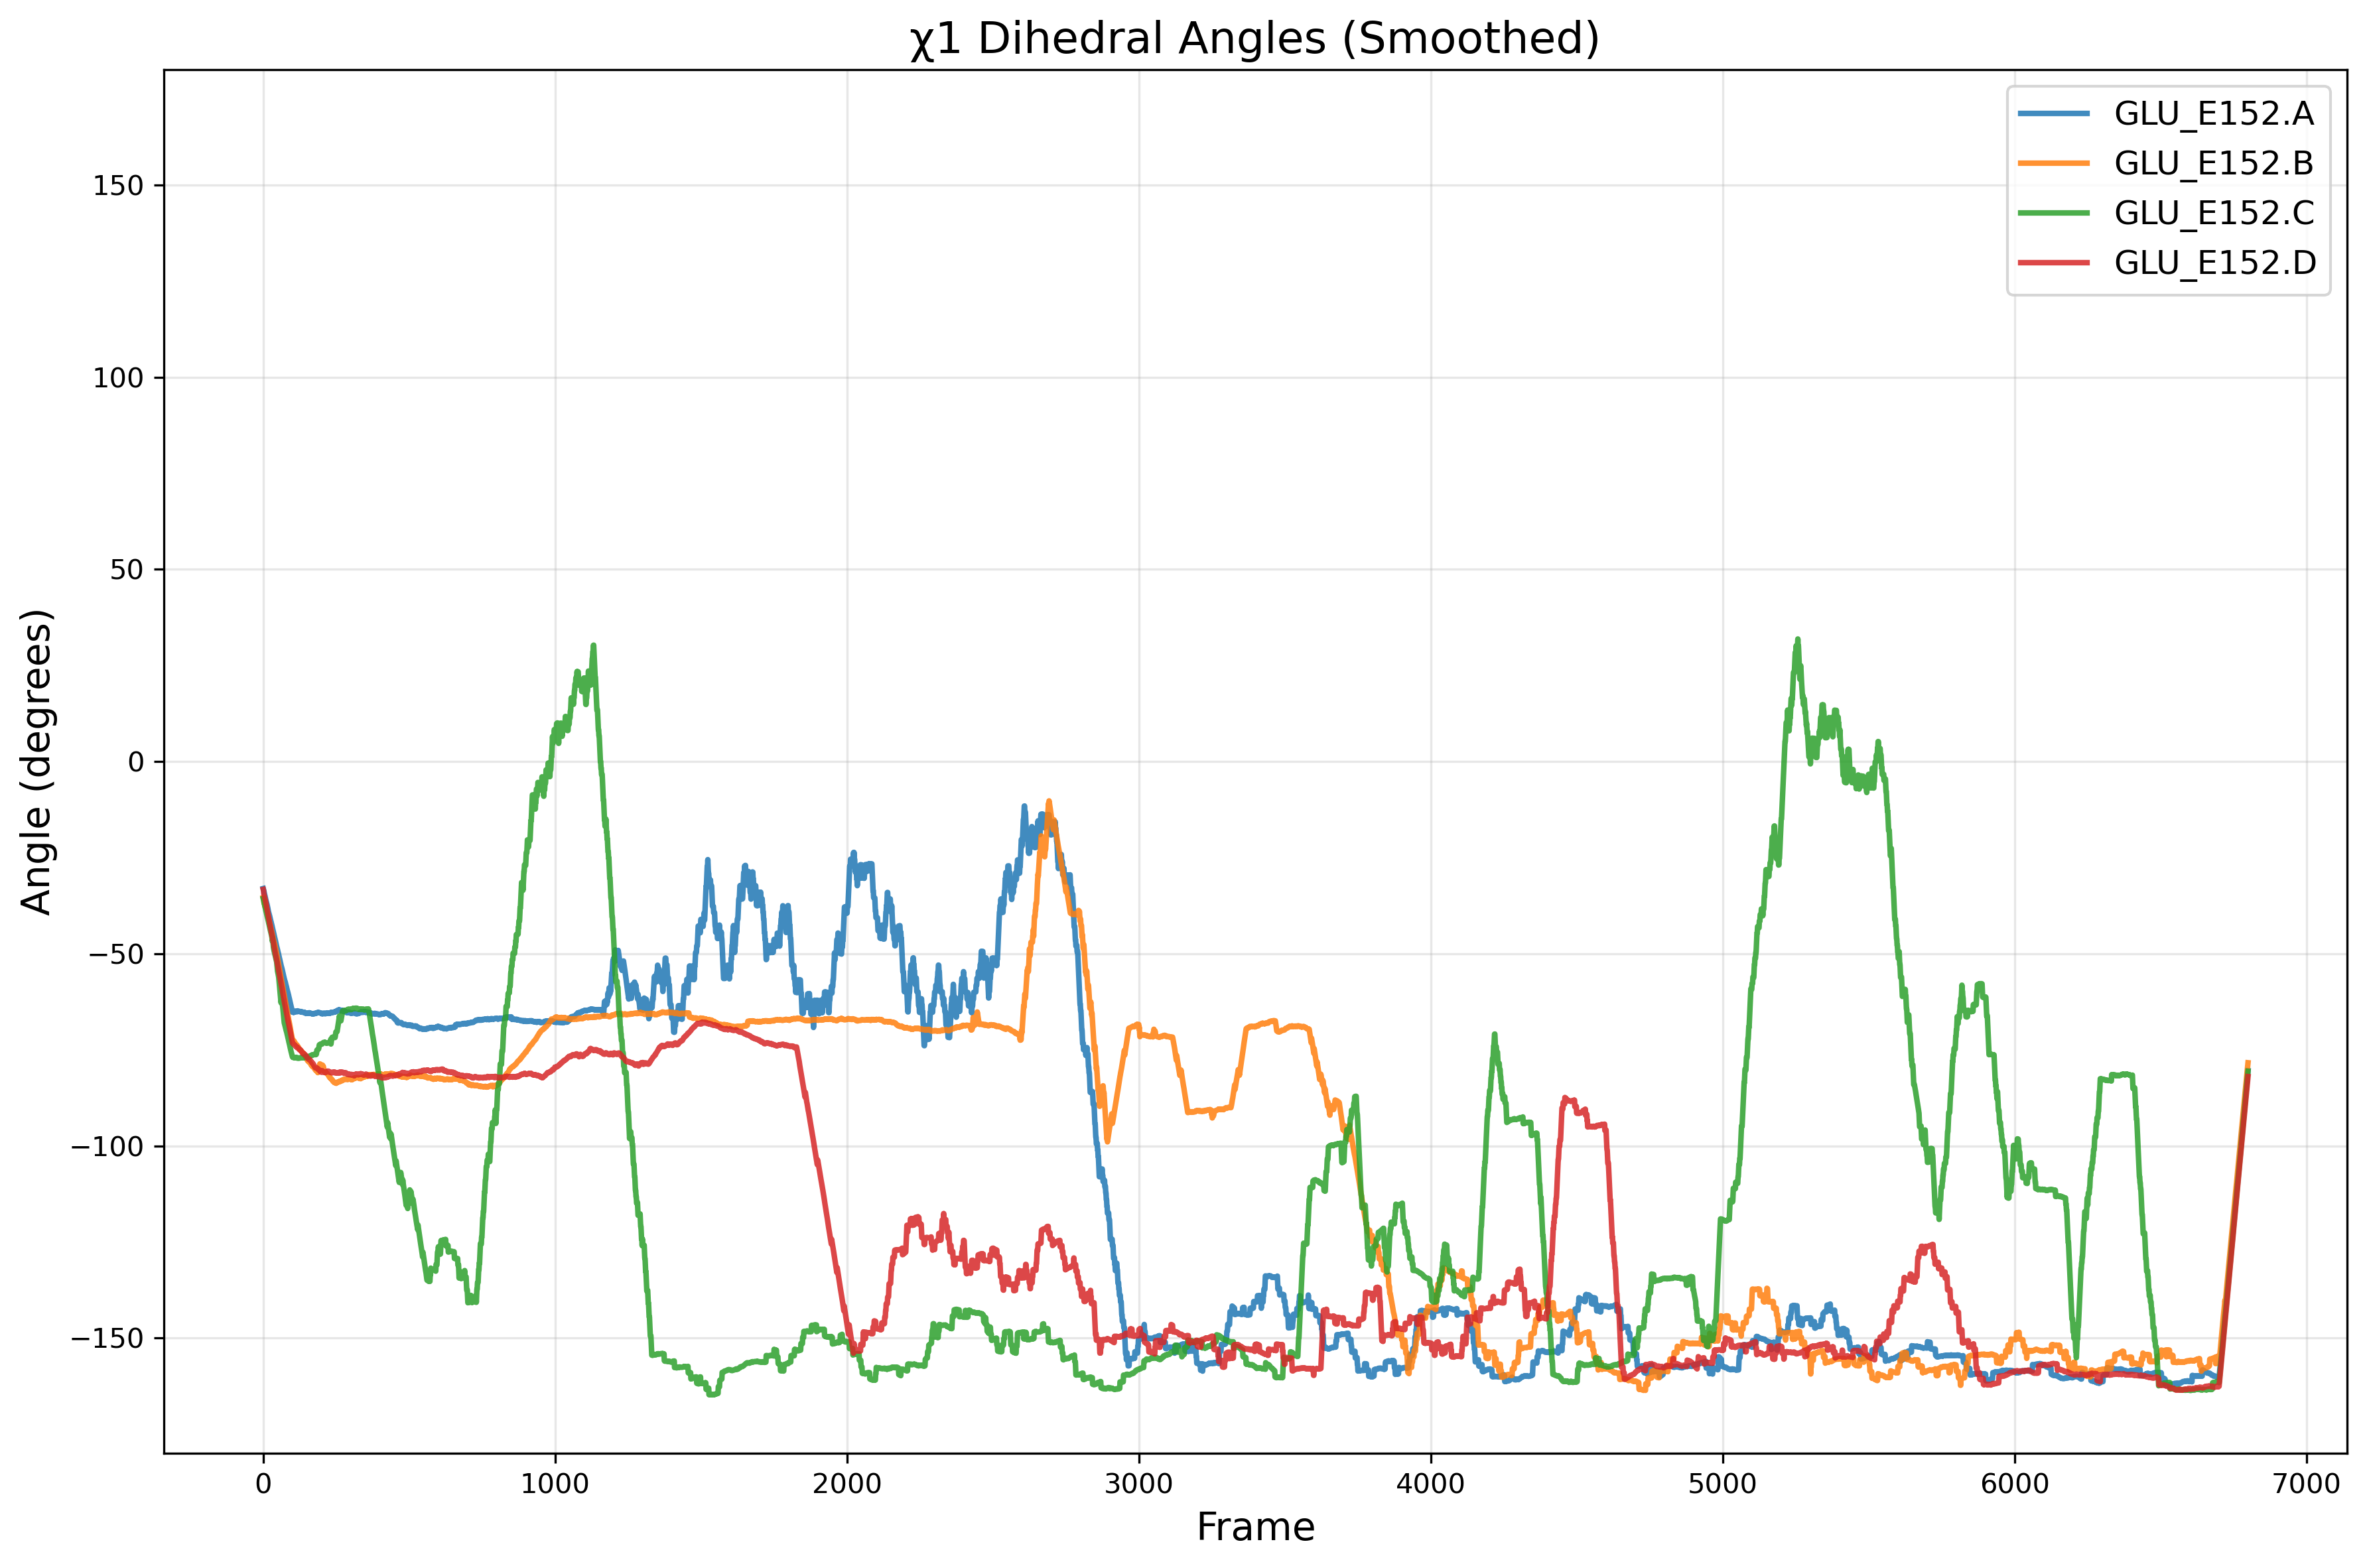 χ1 Dihedral Angles (Smoothed)
GLU_E152.A
GLU_E152.B
GLU_E152.C
GLU_E152.D
Angle (degrees)
150
100
50
0
−50
−100
−150
0 1000 2000 3000 4000 5000 6000 7000
Frame